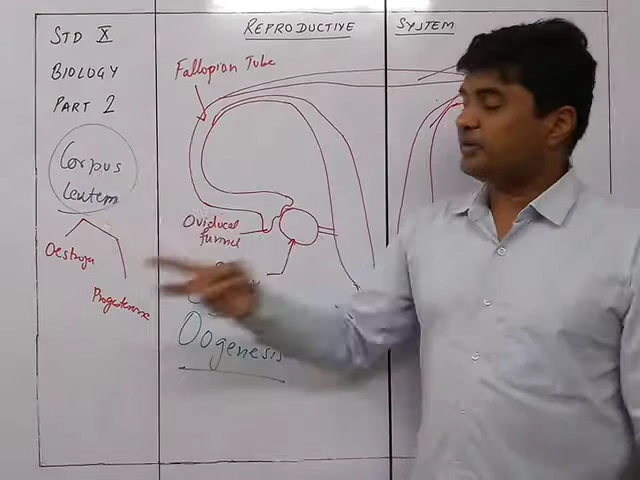 STD X
BIOLOGY
PART 2
REPRODUCTIVE SYSTEM
Fallopian Tube
Corpus
leutem
Oestrogen
Progesterone
Oviducal
funnel
Oogenesis